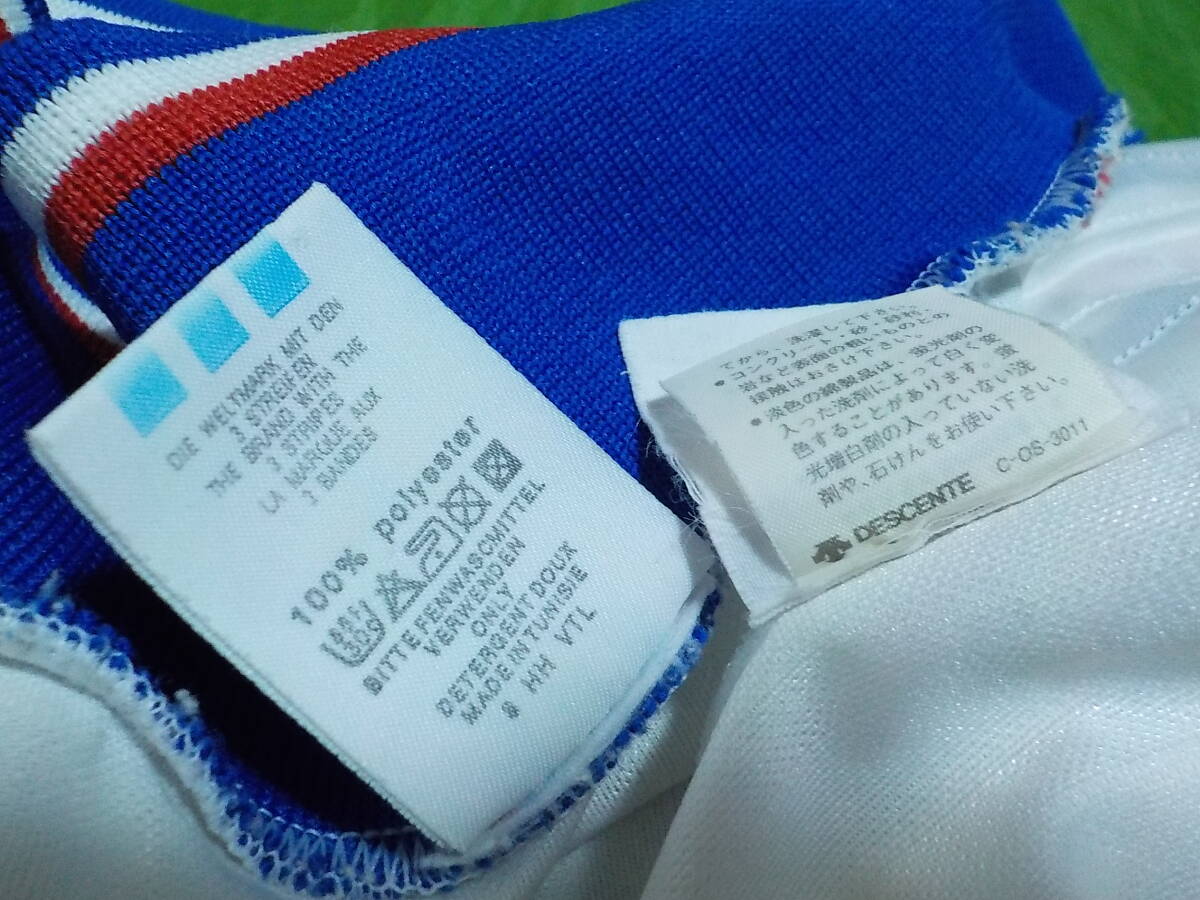 DIE WELTMARK MIT DEN
3 STREIFEN
THE BRAND WITH THE
3 STRIPES
LA MARQUE AUX
3 BANDES
100% polyester
BITTE FEINWASCHMITTEL
VERWENDEN
ONLY
DETERGENT DOUX
MADE IN TUNISIE
8 HH VTL
てから、洗濯して下さい。
●コンクリート・砂・砂利・
岩など表面の粗いものとの
接触はおさけ下さい。
●淡色の綿製品は、蛍光剤の
入った洗剤によって白く変
色することがあります。蛍
光増白剤の入っていない洗
剤や、石けんをお使い下さい。
DESCENTE C-OS-3011